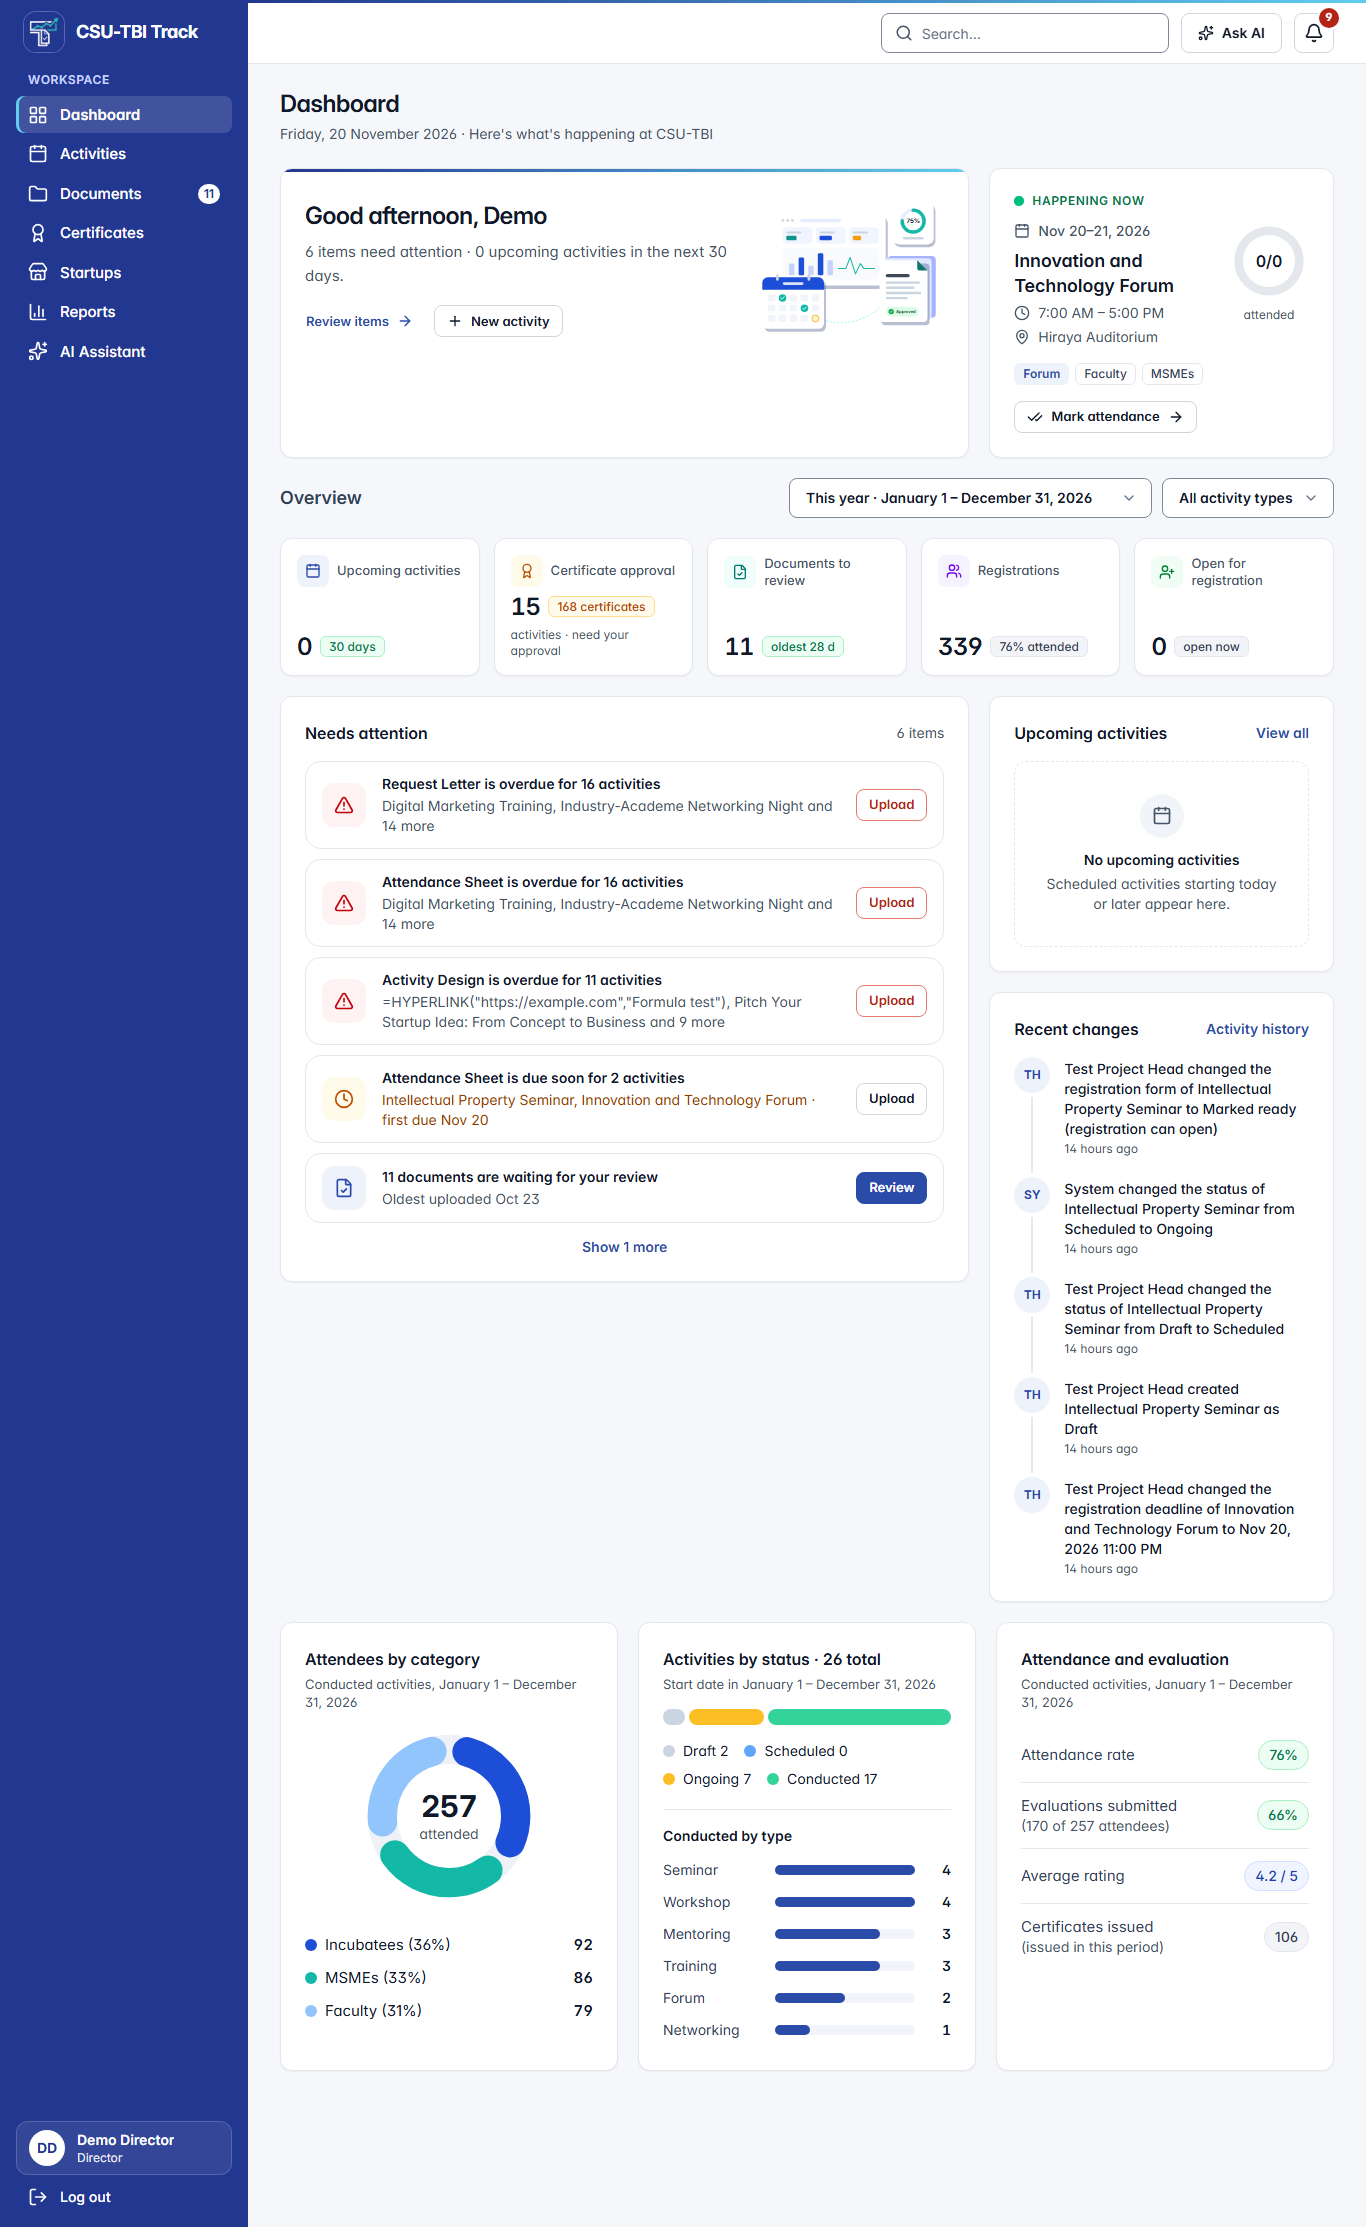 CSU-TBI Track
Search...
Ask AI
9
WORKSPACE
Dashboard
Activities
Documents
11
Certificates
Startups
Reports
AI Assistant
Dashboard
Friday, 20 November 2026 · Here's what's happening at CSU-TBI
Good afternoon, Demo
6 items need attention · 0 upcoming activities in the next 30
days.
Review items
New activity
75%
Approved
HAPPENING NOW
Nov 20–21, 2026
Innovation and
Technology Forum
7:00 AM – 5:00 PM
Hiraya Auditorium
0/0
attended
Forum
Faculty
MSMEs
Mark attendance
Overview
This year · January 1 – December 31, 2026
All activity types
Upcoming activities
0
30 days
Certificate approval
15
168 certificates
activities · need your
approval
Documents to
review
11
oldest 28 d
Registrations
339
76% attended
Open for
registration
0
open now
Needs attention
6 items
Request Letter is overdue for 16 activities
Digital Marketing Training, Industry-Academe Networking Night and
14 more
Upload
Attendance Sheet is overdue for 16 activities
Digital Marketing Training, Industry-Academe Networking Night and
14 more
Upload
Activity Design is overdue for 11 activities
=HYPERLINK("https://example.com","Formula test"), Pitch Your
Startup Idea: From Concept to Business and 9 more
Upload
Attendance Sheet is due soon for 2 activities
Intellectual Property Seminar, Innovation and Technology Forum ·
first due Nov 20
Upload
11 documents are waiting for your review
Oldest uploaded Oct 23
Review
Show 1 more
Upcoming activities
View all
No upcoming activities
Scheduled activities starting today
or later appear here.
Recent changes
Activity history
TH
Test Project Head changed the
registration form of Intellectual
Property Seminar to Marked ready
(registration can open)
14 hours ago
SY
System changed the status of
Intellectual Property Seminar from
Scheduled to Ongoing
14 hours ago
TH
Test Project Head changed the
status of Intellectual Property
Seminar from Draft to Scheduled
14 hours ago
TH
Test Project Head created
Intellectual Property Seminar as
Draft
14 hours ago
TH
Test Project Head changed the
registration deadline of Innovation
and Technology Forum to Nov 20,
2026 11:00 PM
14 hours ago
Attendees by category
Conducted activities, January 1 – December
31, 2026
257
attended
Incubatees (36%)
92
MSMEs (33%)
86
Faculty (31%)
79
Activities by status · 26 total
Start date in January 1 – December 31, 2026
Draft 2
Scheduled 0
Ongoing 7
Conducted 17
Conducted by type
Seminar
4
Workshop
4
Mentoring
3
Training
3
Forum
2
Networking
1
Attendance and evaluation
Conducted activities, January 1 – December
31, 2026
Attendance rate
76%
Evaluations submitted
(170 of 257 attendees)
66%
Average rating
4.2 / 5
Certificates issued
(issued in this period)
106
DD
Demo Director
Director
Log out